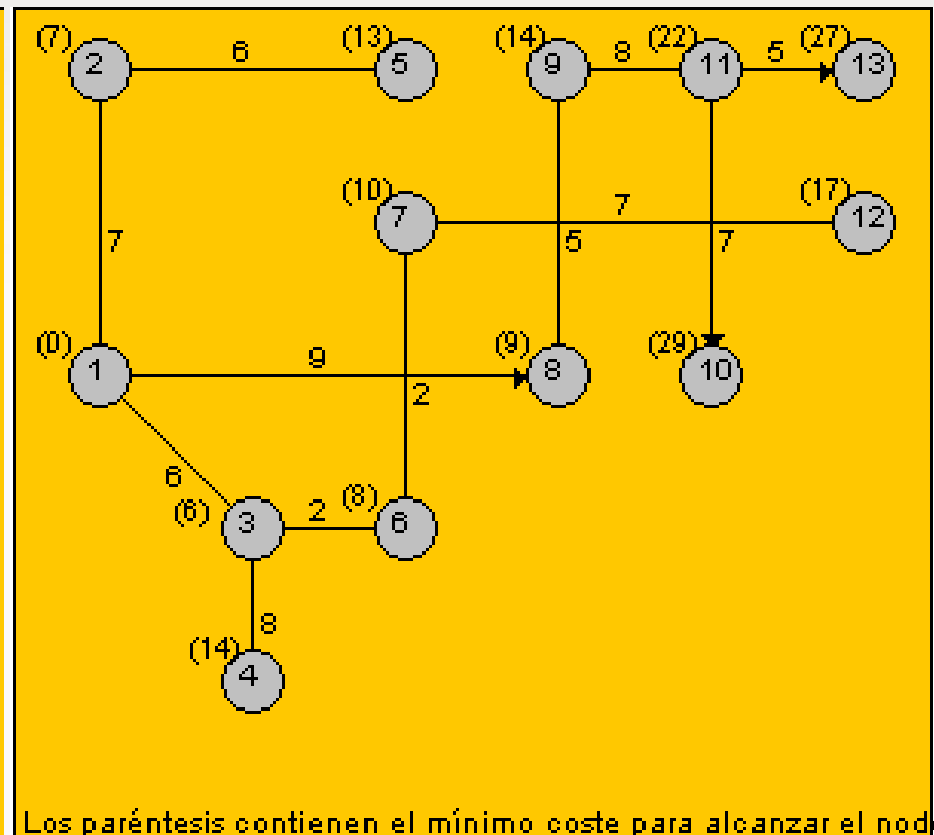 (7) 6 (13) (14) 8 (22) 5 (27)
2 5 9 11 13
(10) 7 (17)
7 12
7 5 7
(0) 9 (9) (29)
1 8 10
2
6
(6) 2 (8)
3 6
8
(14)
4
Los paréntesis contienen el mínimo coste para alcanzar el nod